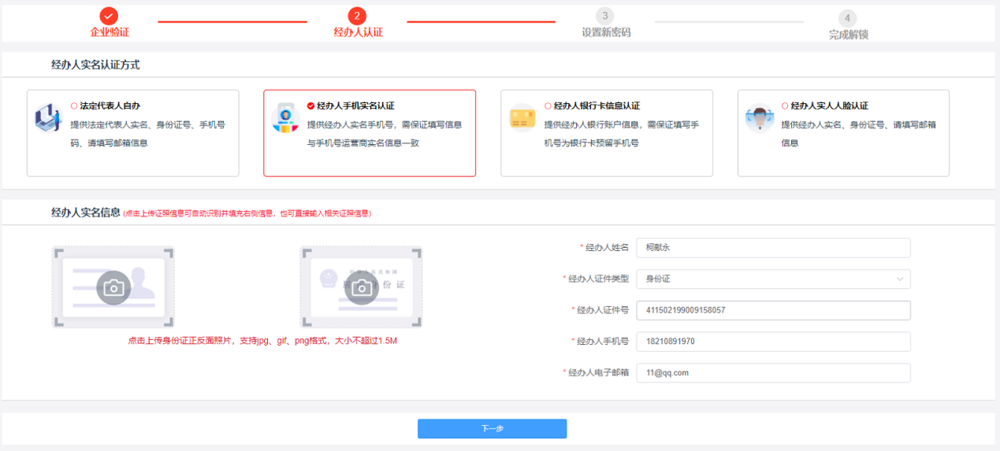 2
3
4
企业验证
经办人认证
设置新密码
完成解锁
经办人实名认证方式
法定代表人自办
提供法定代表人实名、身份证号、手机号
码、请填写邮箱信息
经办人手机实名认证
提供经办人实名手机号，需保证填写信息
与手机号运营商实名信息一致
经办人银行卡信息认证
提供经办人银行账户信息，需保证填写手
机号为银行卡预留手机号
经办人实人人脸认证
提供经办人实名、身份证号、请填写邮箱
信息
经办人实名信息 (点击上传证照信息可自动识别并填充右侧信息，也可直接输入相关证照信息)
点击上传身份证正反面照片，支持jpg、gif、png格式，大小不超过1.5M
* 经办人姓名 柯献永
* 经办人证件类型 身份证
* 经办人证件号 411502199009158057
* 经办人手机号 18210891970
* 经办人电子邮箱 11@qq.com
下一步